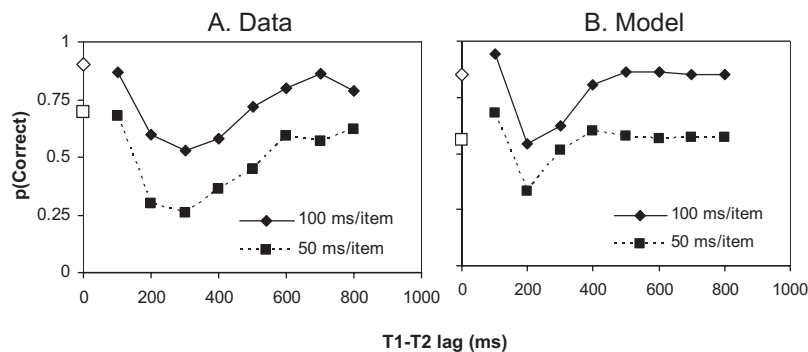 A. Data
B. Model
p(Correct)
1
0.75
0.5
0.25
0
100 ms/item
50 ms/item
0 200 400 600 800 1000
100 ms/item
50 ms/item
0 200 400 600 800 1000
T1-T2 lag (ms)